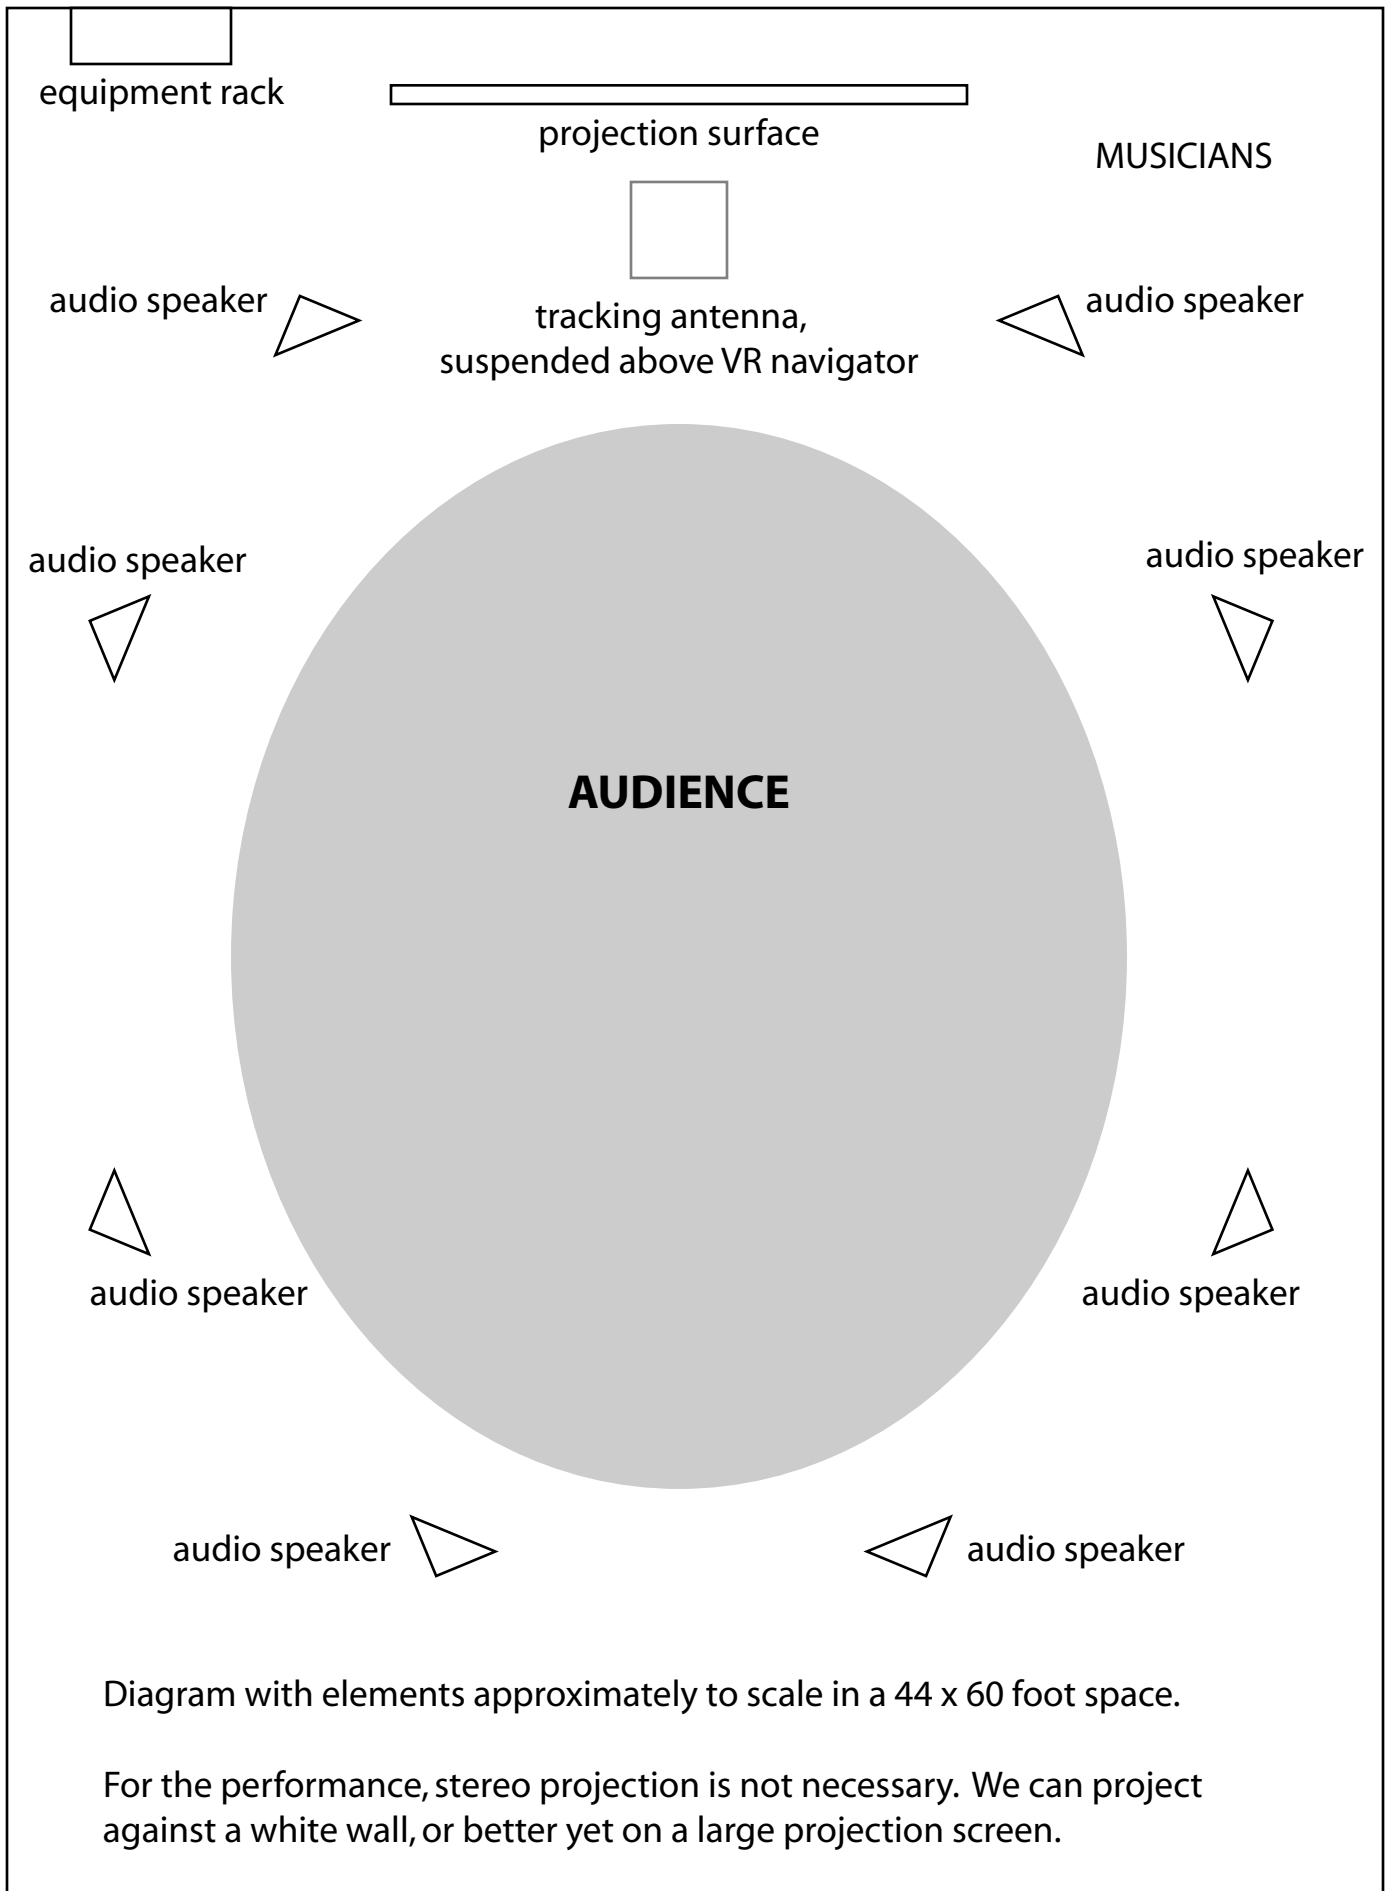 equipment rack
projection surface
MUSICIANS
audio speaker
audio speaker
tracking antenna,
suspended above VR navigator
audio speaker
audio speaker
AUDIENCE
audio speaker
audio speaker
audio speaker
audio speaker
Diagram with elements approximately to scale in a 44 x 60 foot space.
For the performance, stereo projection is not necessary. We can project
against a white wall, or better yet on a large projection screen.